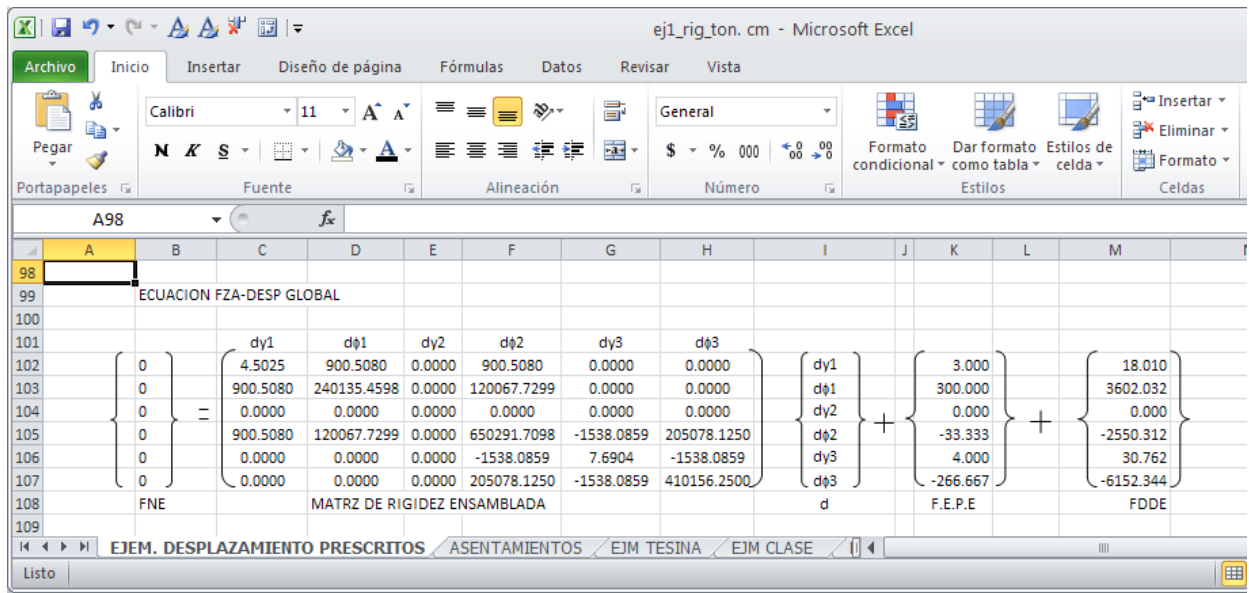 ej1_rig_ton. cm - Microsoft Excel
Archivo Inicio Insertar Diseño de página Fórmulas Datos Revisar Vista
Calibri 11 A A General Insertar
Pegar N K S A $ % 000 Formato condicional Dar formato como tabla Estilos de celda Eliminar
Formato
Portapapeles Fuente Alineación Número Estilos Celdas
A98 fx
A B C D E F G H I J K L M
98
99 ECUACION FZA-DESP GLOBAL
100
101 dy1 dϕ1 dy2 dϕ2 dy3 dϕ3
102 0 4.5025 900.5080 0.0000 900.5080 0.0000 0.0000 dy1 3.000 18.010
103 0 900.5080 240135.4598 0.0000 120067.7299 0.0000 0.0000 dϕ1 300.000 3602.032
104 0 = 0.0000 0.0000 0.0000 0.0000 0.0000 0.0000 dy2 + 0.000 + 0.000
105 0 900.5080 120067.7299 0.0000 650291.7098 -1538.0859 205078.1250 dϕ2 -33.333 -2550.312
106 0 0.0000 0.0000 0.0000 -1538.0859 7.6904 -1538.0859 dy3 4.000 30.762
107 0 0.0000 0.0000 0.0000 205078.1250 -1538.0859 410156.2500 dϕ3 -266.667 -6152.344
108 FNE MATRZ DE RIGIDEZ ENSAMBLADA d F.E.P.E FDDE
109
EJEM. DESPLAZAMIENTO PRESCRITOS ASENTAMIENTOS EJM TESINA EJM CLASE
Listo